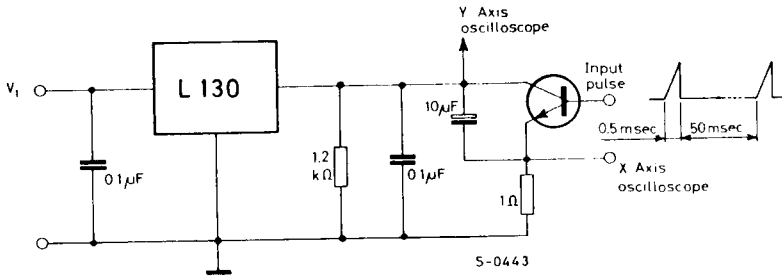 Y Axis
oscilloscope
V₁
L 130
Input
pulse
10µF
0.5 msec
50 msec
0.1µF
1.2
kΩ
0.1µF
1Ω
X Axis
oscilloscope
S-0443